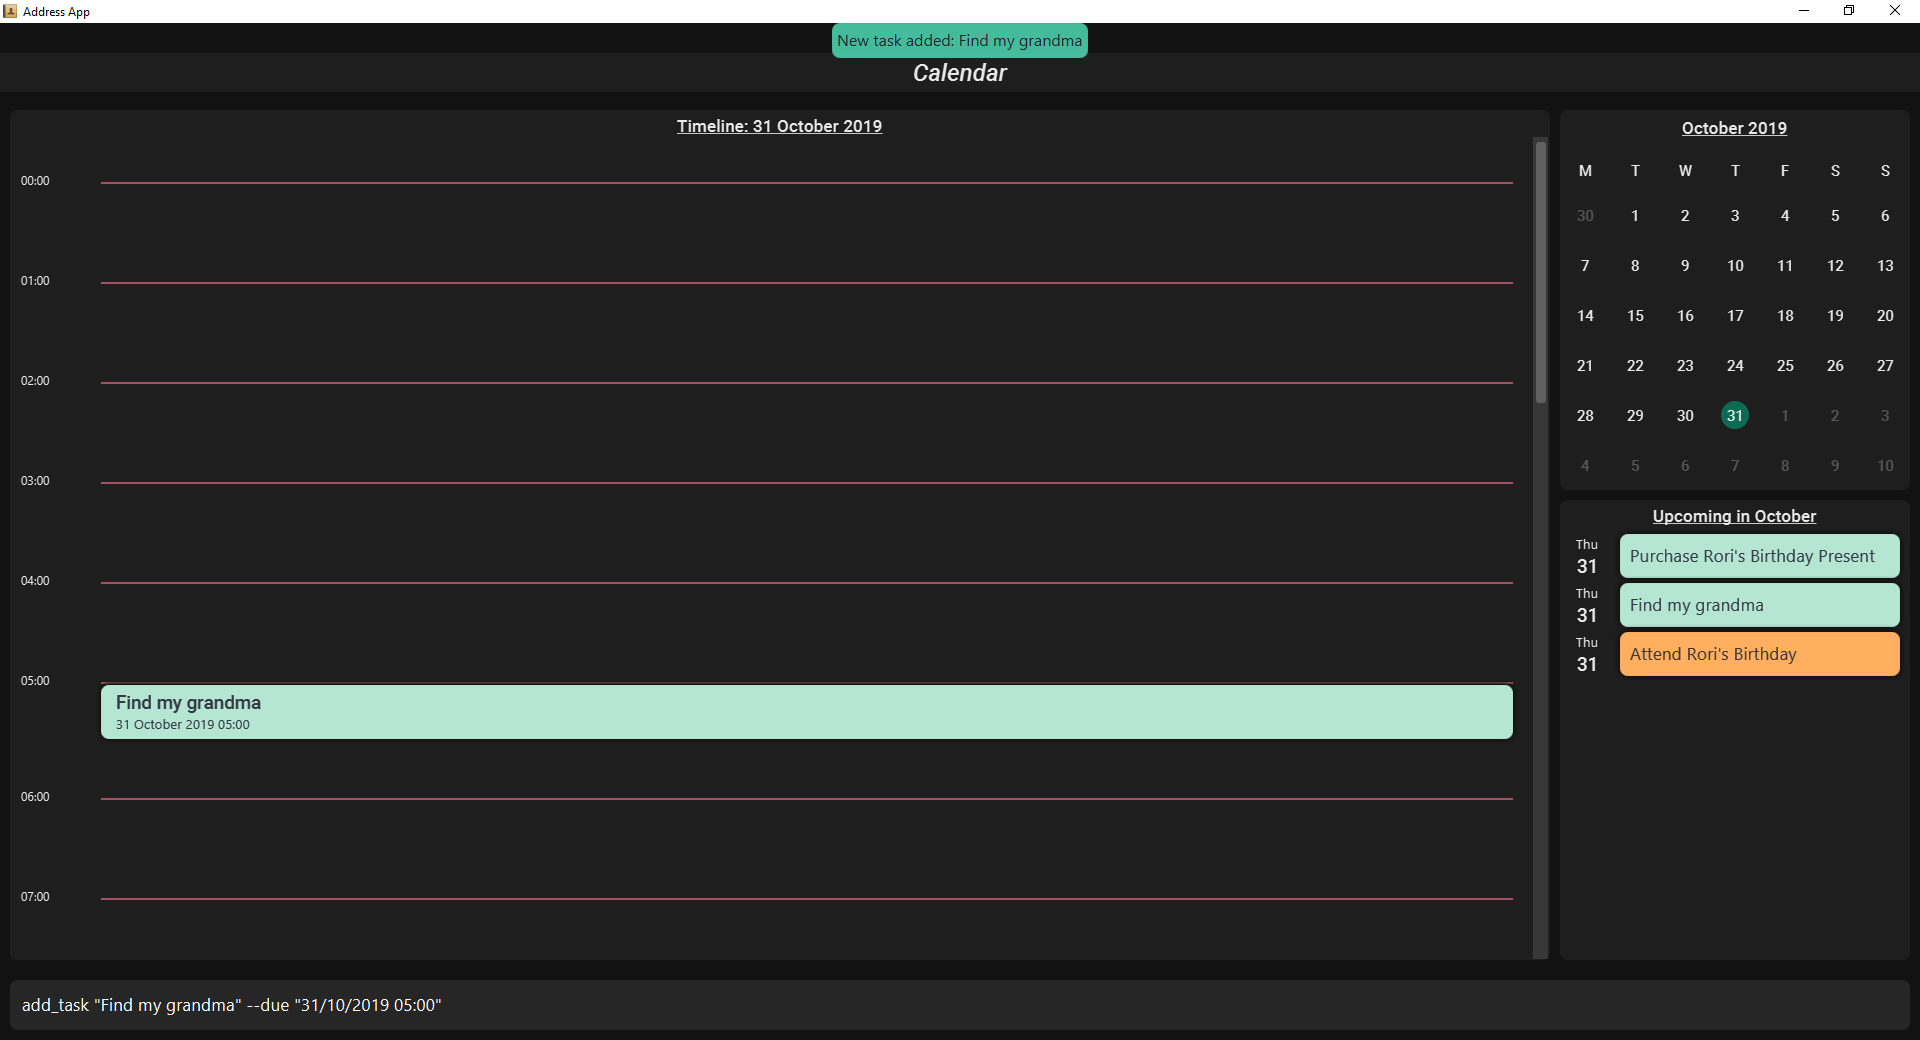 Address App
New task added: Find my grandma
Calendar
Timeline: 31 October 2019
00:00
01:00
02:00
03:00
04:00
05:00
Find my grandma
31 October 2019 05:00
06:00
07:00
October 2019
M T W T F S S
30 1 2 3 4 5 6
7 8 9 10 11 12 13
14 15 16 17 18 19 20
21 22 23 24 25 26 27
28 29 30 31 1 2 3
4 5 6 7 8 9 10
Upcoming in October
Thu
31
Purchase Rori's Birthday Present
Thu
31
Find my grandma
Thu
31
Attend Rori's Birthday
add_task "Find my grandma" --due "31/10/2019 05:00"